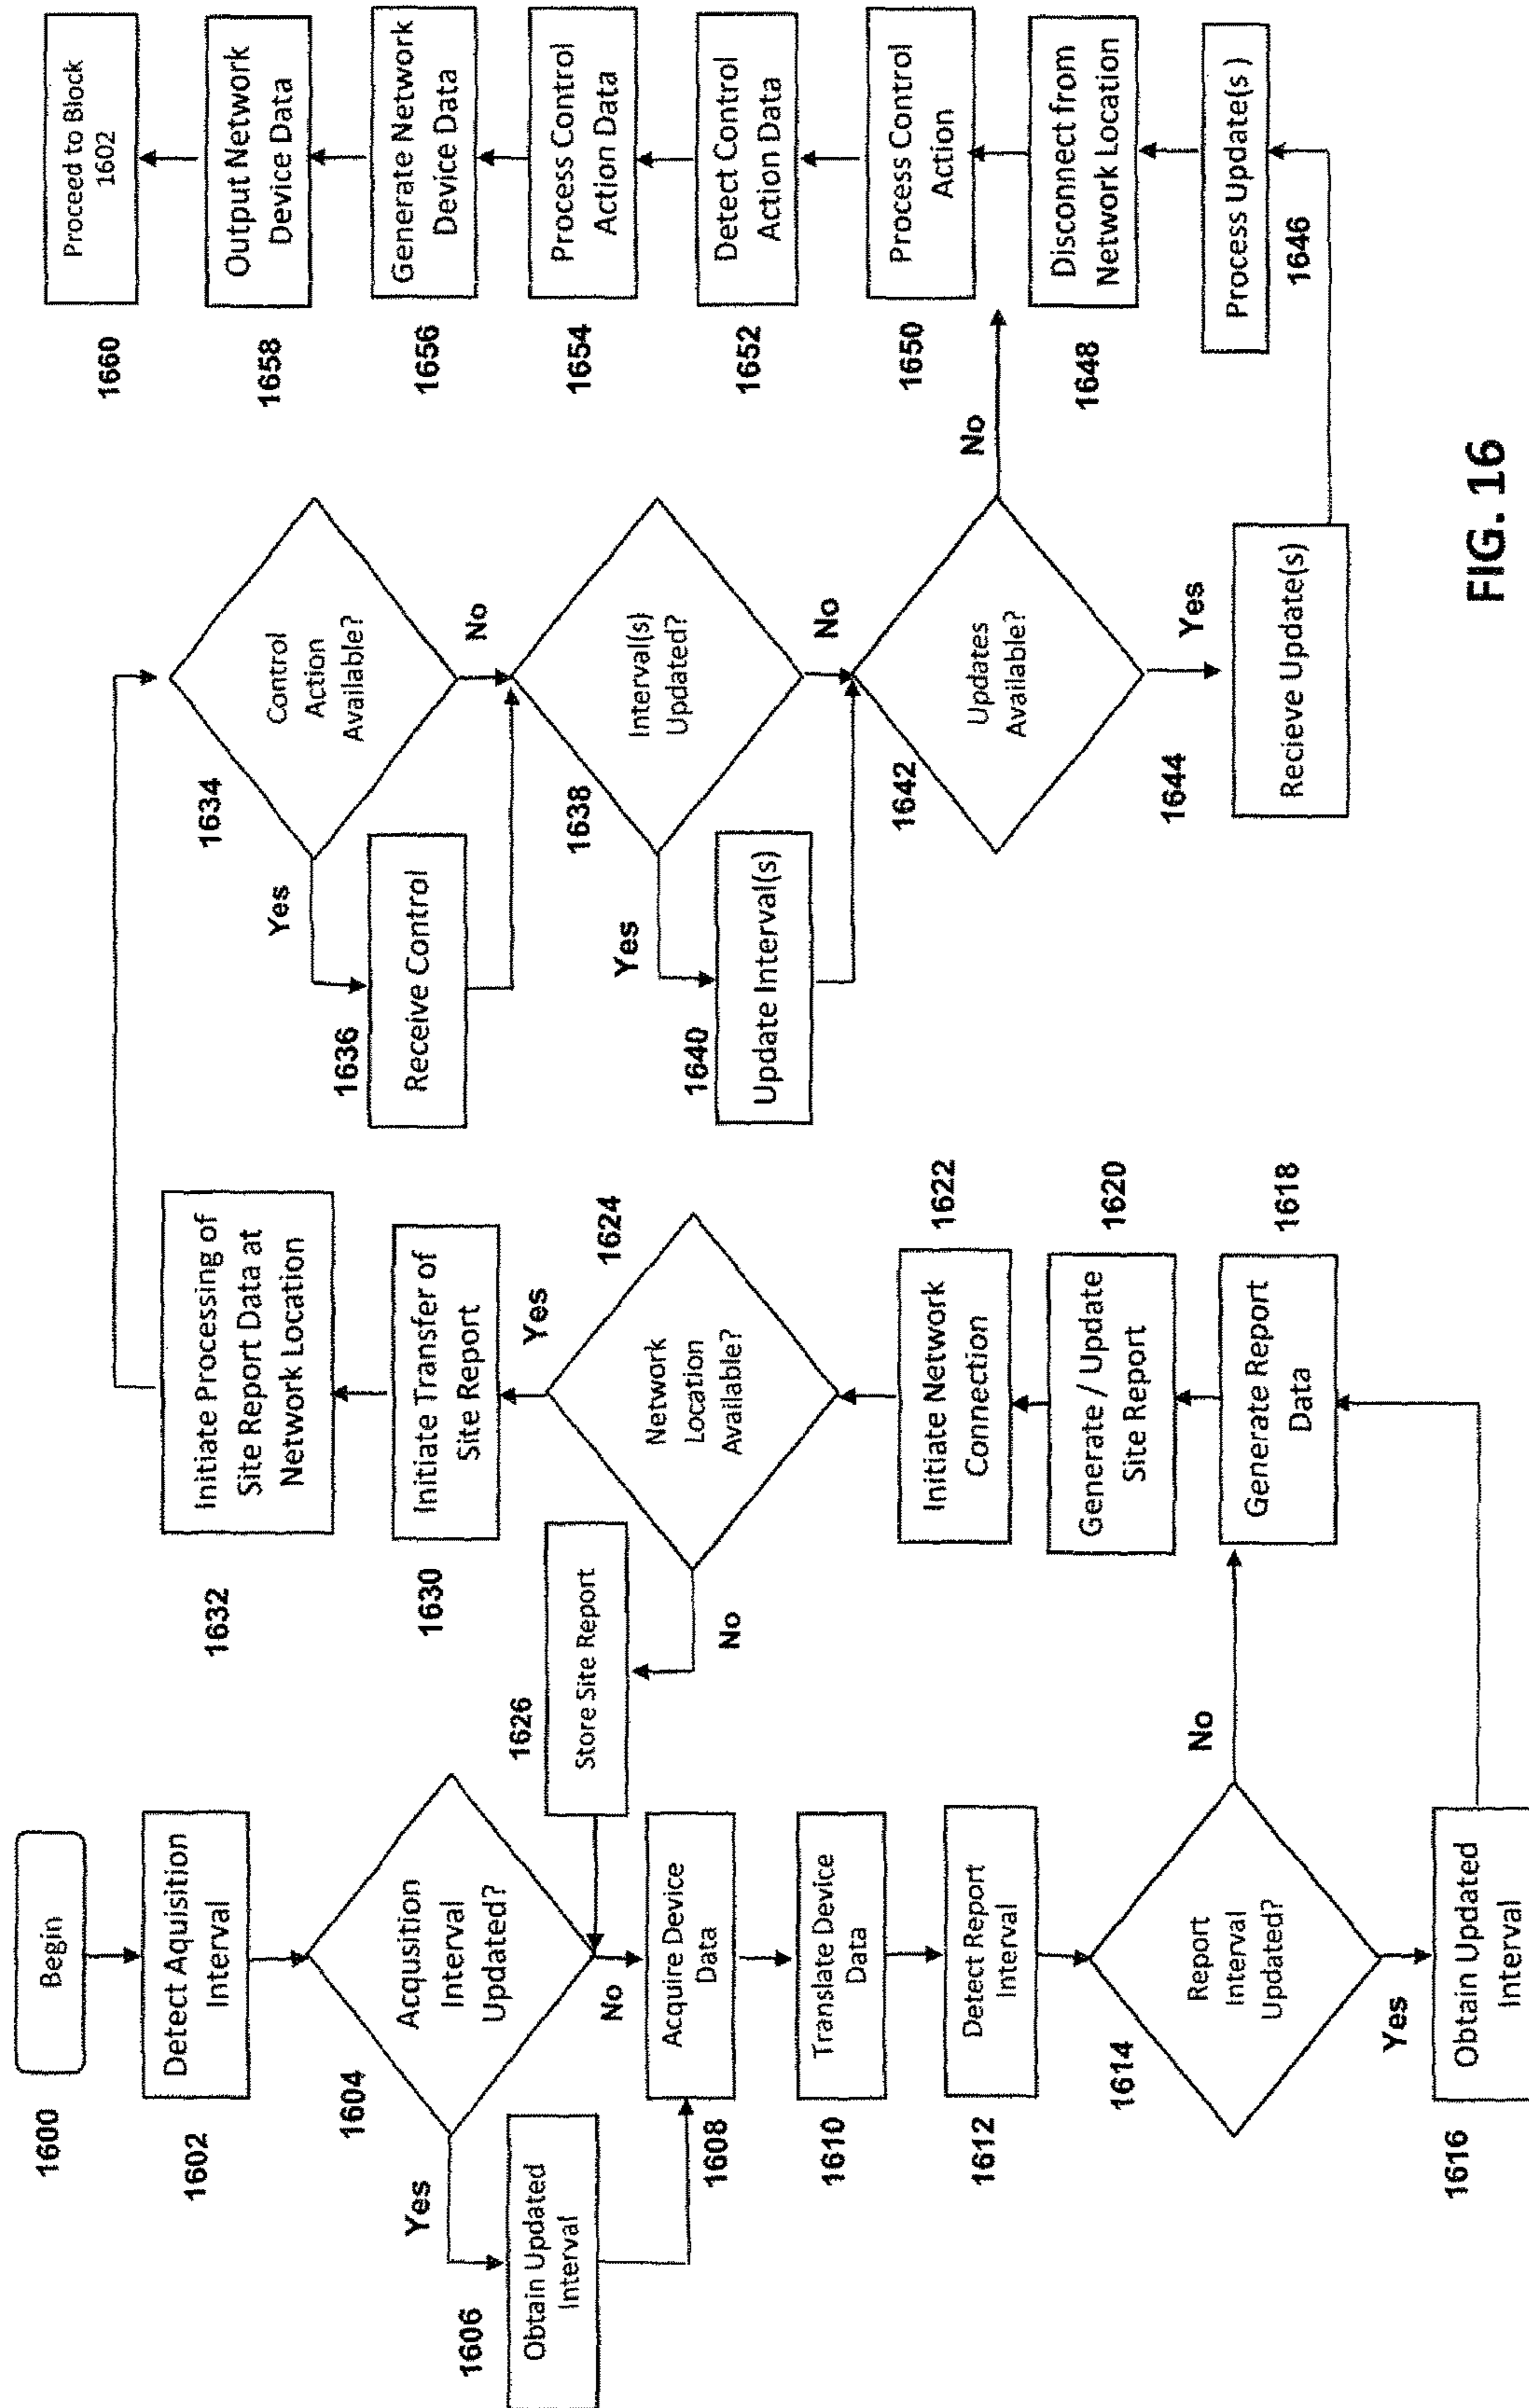 1600
Begin
1602
Detect Aquisition
Interval
1604
Acqusition
Interval
Updated?
Yes
No
1606
Obtain Updated
Interval
1608
Acquire Device
Data
1610
Translate Device
Data
1612
Detect Report
Interval
1614
Report
Interval
Updated?
No
Yes
1616
Obtain Updated
Interval
1632
Initiate Processing of
Site Report Data at
Network Location
1630
Initiate Transfer of
Site Report
Yes
1624
Network
Location
Available?
No
1626
Store Site Report
1622
Initiate Network
Connection
1620
Generate / Update
Site Report
1618
Generate Report
Data
1634
Control
Action
Available?
Yes
No
1636
Receive Control
1638
Interval(s)
Updated?
Yes
No
1640
Update Interval(s)
1642
Updates
Available?
No
Yes
1644
Recieve Update(s)
1660
Proceed to Block
1602
1658
Output Network
Device Data
1656
Generate Network
Device Data
1654
Process Control
Action Data
1652
Detect Control
Action Data
1650
Process Control
Action
1648
Disconnect from
Network Location
1646
Process Update(s )
FIG. 16